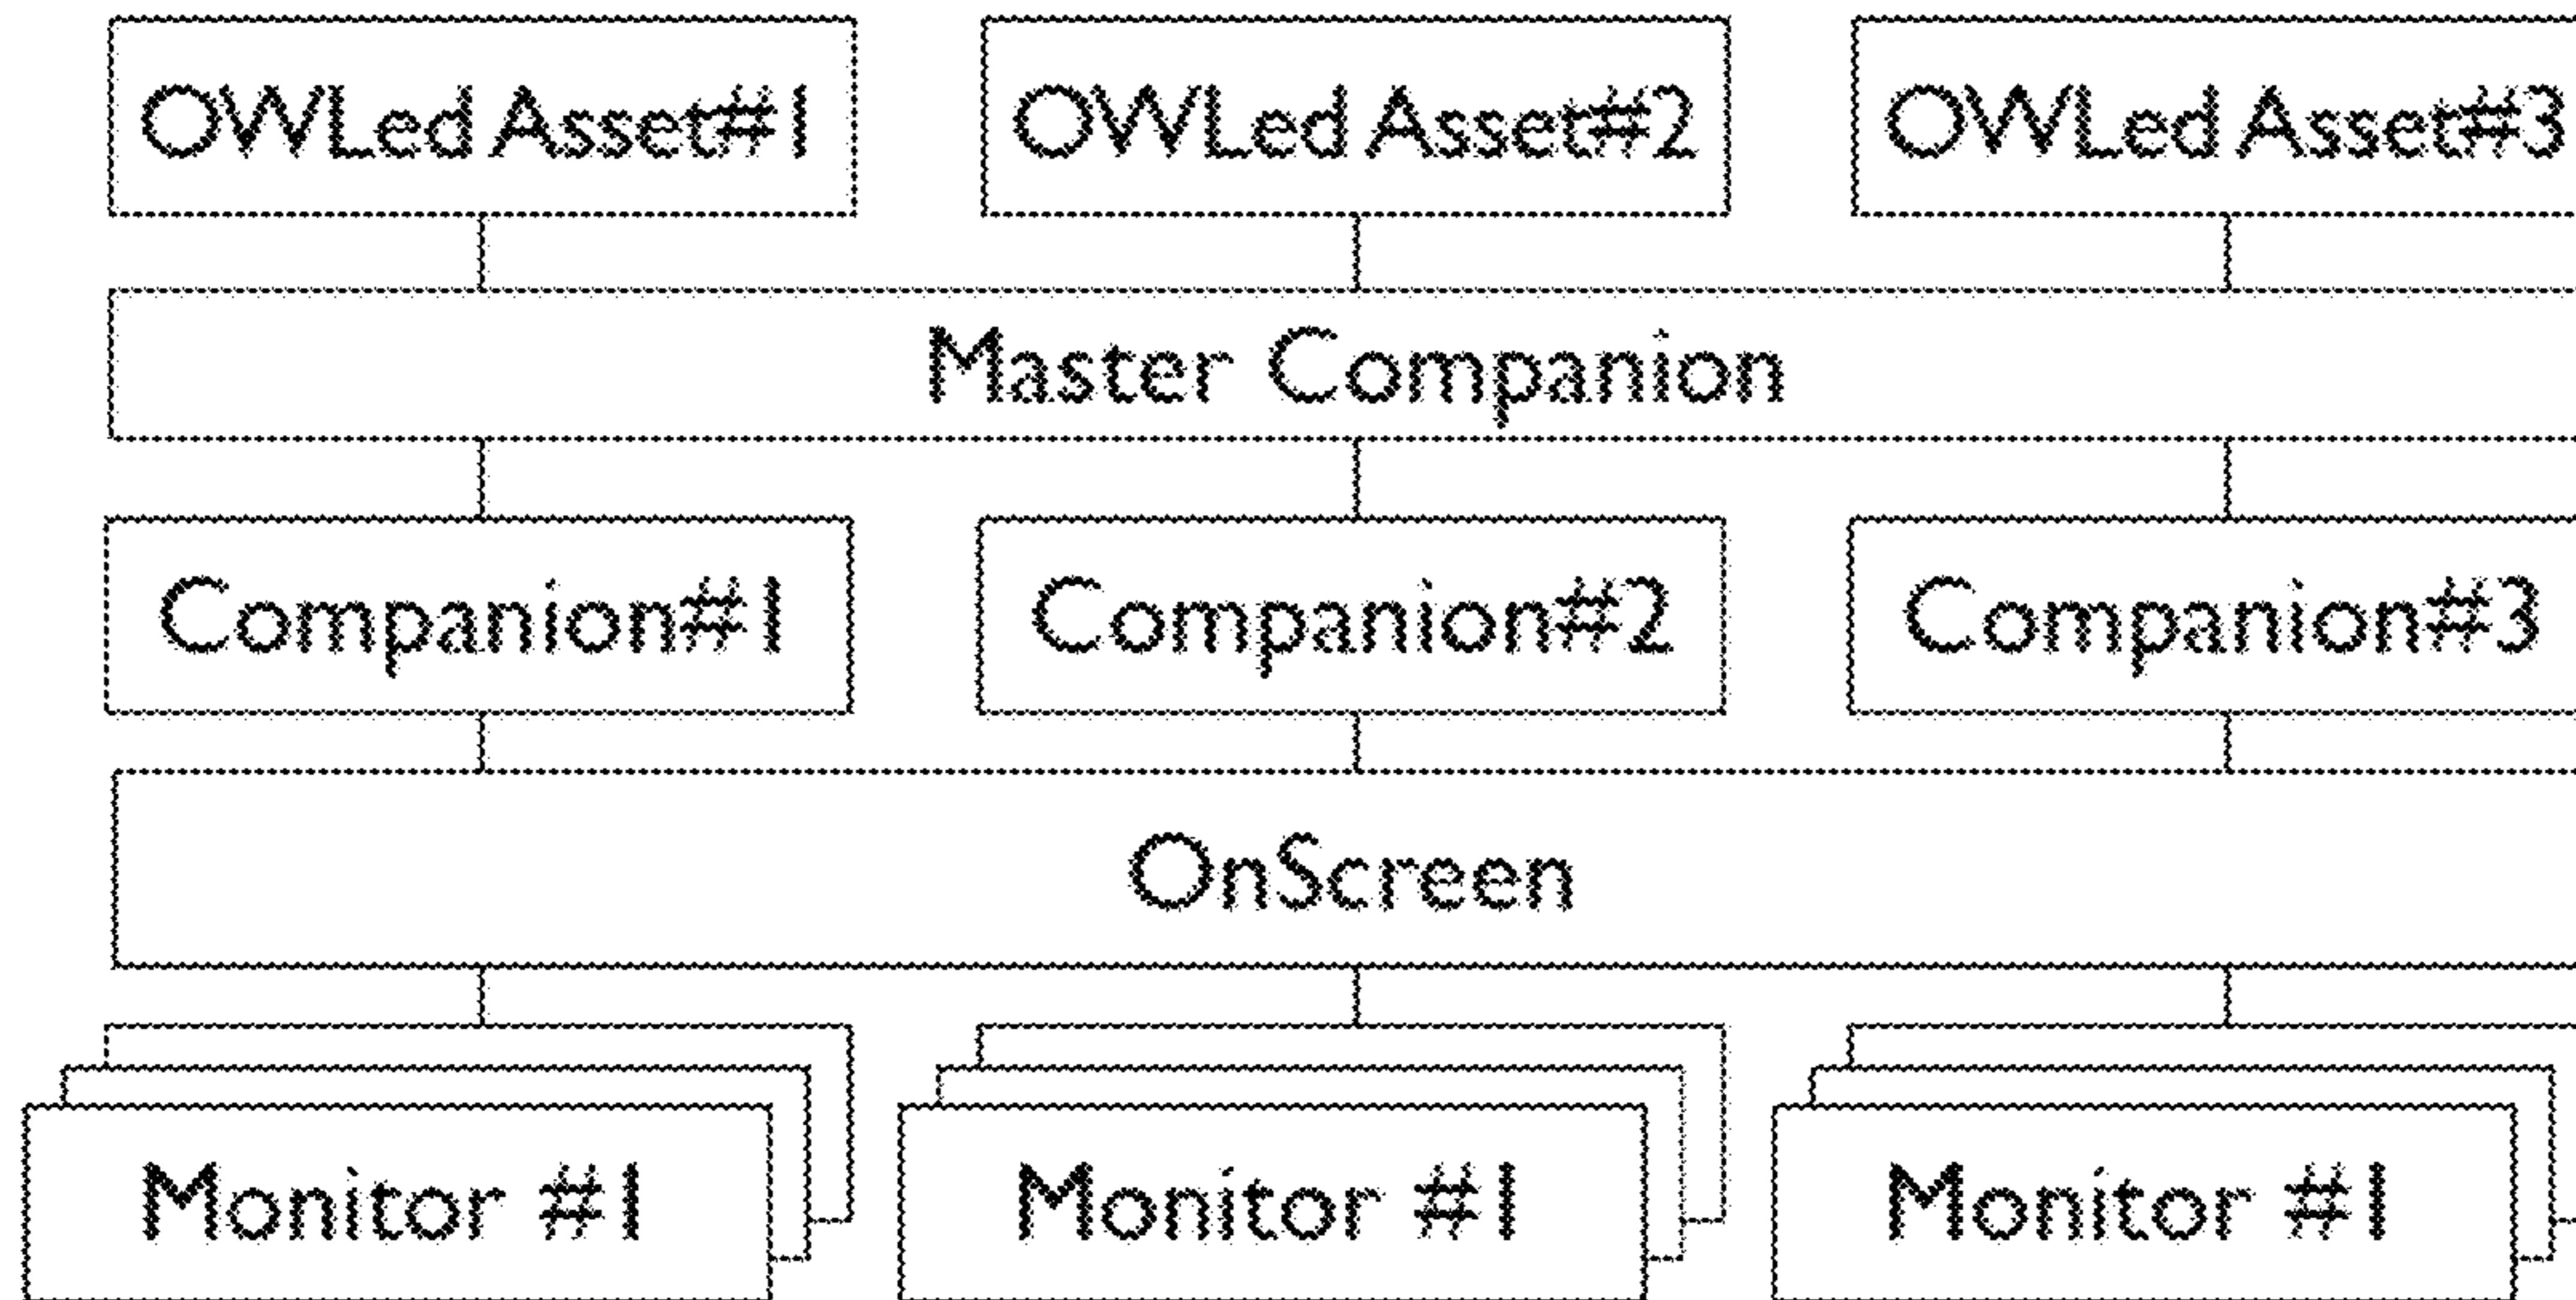 OWLed Asset#1 OWLed Asset#2 OWLed Asset#3
Master Companion
Companion#1 Companion#2 Companion#3
OnScreen
Monitor #1 Monitor #1 Monitor #1